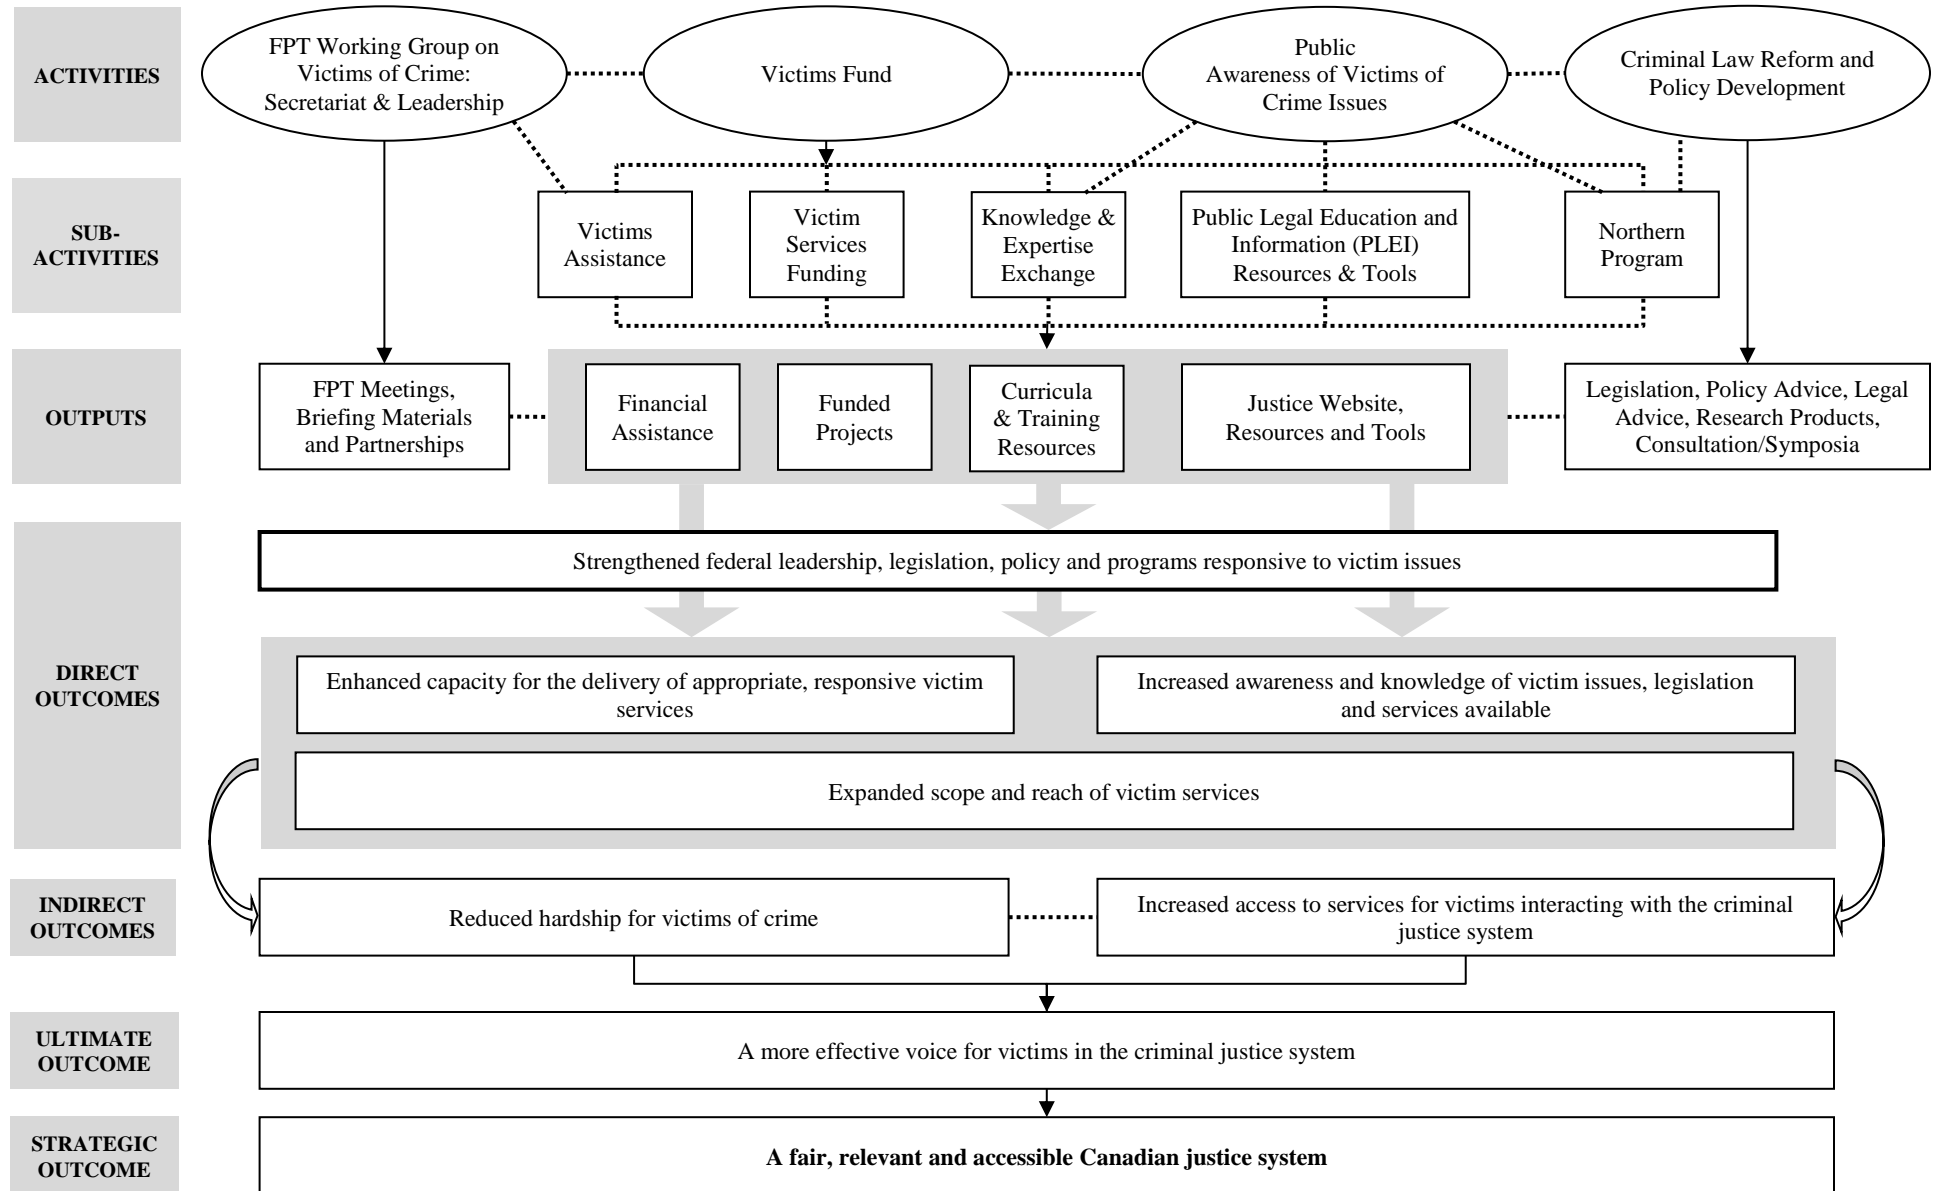 ACTIVITIES
FPT Working Group on
Victims of Crime:
Secretariat & Leadership
Victims Fund
Public
Awareness of Victims of
Crime Issues
Criminal Law Reform and
Policy Development
SUB-
ACTIVITIES
Victims
Assistance
Victim
Services
Funding
Knowledge &
Expertise
Exchange
Public Legal Education and
Information (PLEI)
Resources & Tools
Northern
Program
OUTPUTS
FPT Meetings,
Briefing Materials
and Partnerships
Financial
Assistance
Funded
Projects
Curricula
& Training
Resources
Justice Website,
Resources and Tools
Legislation, Policy Advice, Legal
Advice, Research Products,
Consultation/Symposia
Strengthened federal leadership, legislation, policy and programs responsive to victim issues
DIRECT
OUTCOMES
Enhanced capacity for the delivery of appropriate, responsive victim
services
Increased awareness and knowledge of victim issues, legislation
and services available
Expanded scope and reach of victim services
INDIRECT
OUTCOMES
Reduced hardship for victims of crime
Increased access to services for victims interacting with the criminal
justice system
ULTIMATE
OUTCOME
A more effective voice for victims in the criminal justice system
STRATEGIC
OUTCOME
A fair, relevant and accessible Canadian justice system